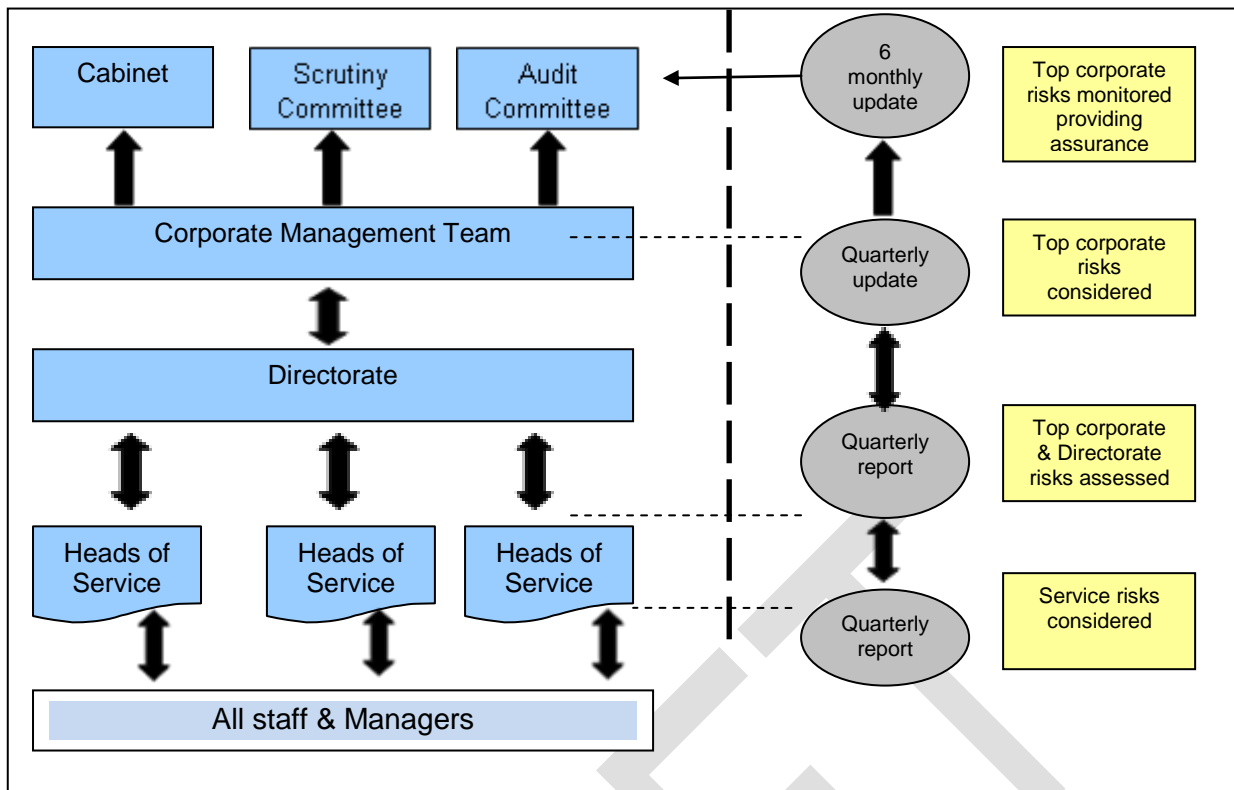 Cabinet
Scrutiny
Committee
Audit
Committee
6
monthly
update
Top corporate
risks monitored
providing
assurance
Corporate Management Team
Quarterly
update
Top corporate
risks
considered
Directorate
Quarterly
report
Top corporate
& Directorate
risks assessed
Heads of
Service
Heads of
Service
Heads of
Service
Quarterly
report
Service risks
considered
All staff & Managers